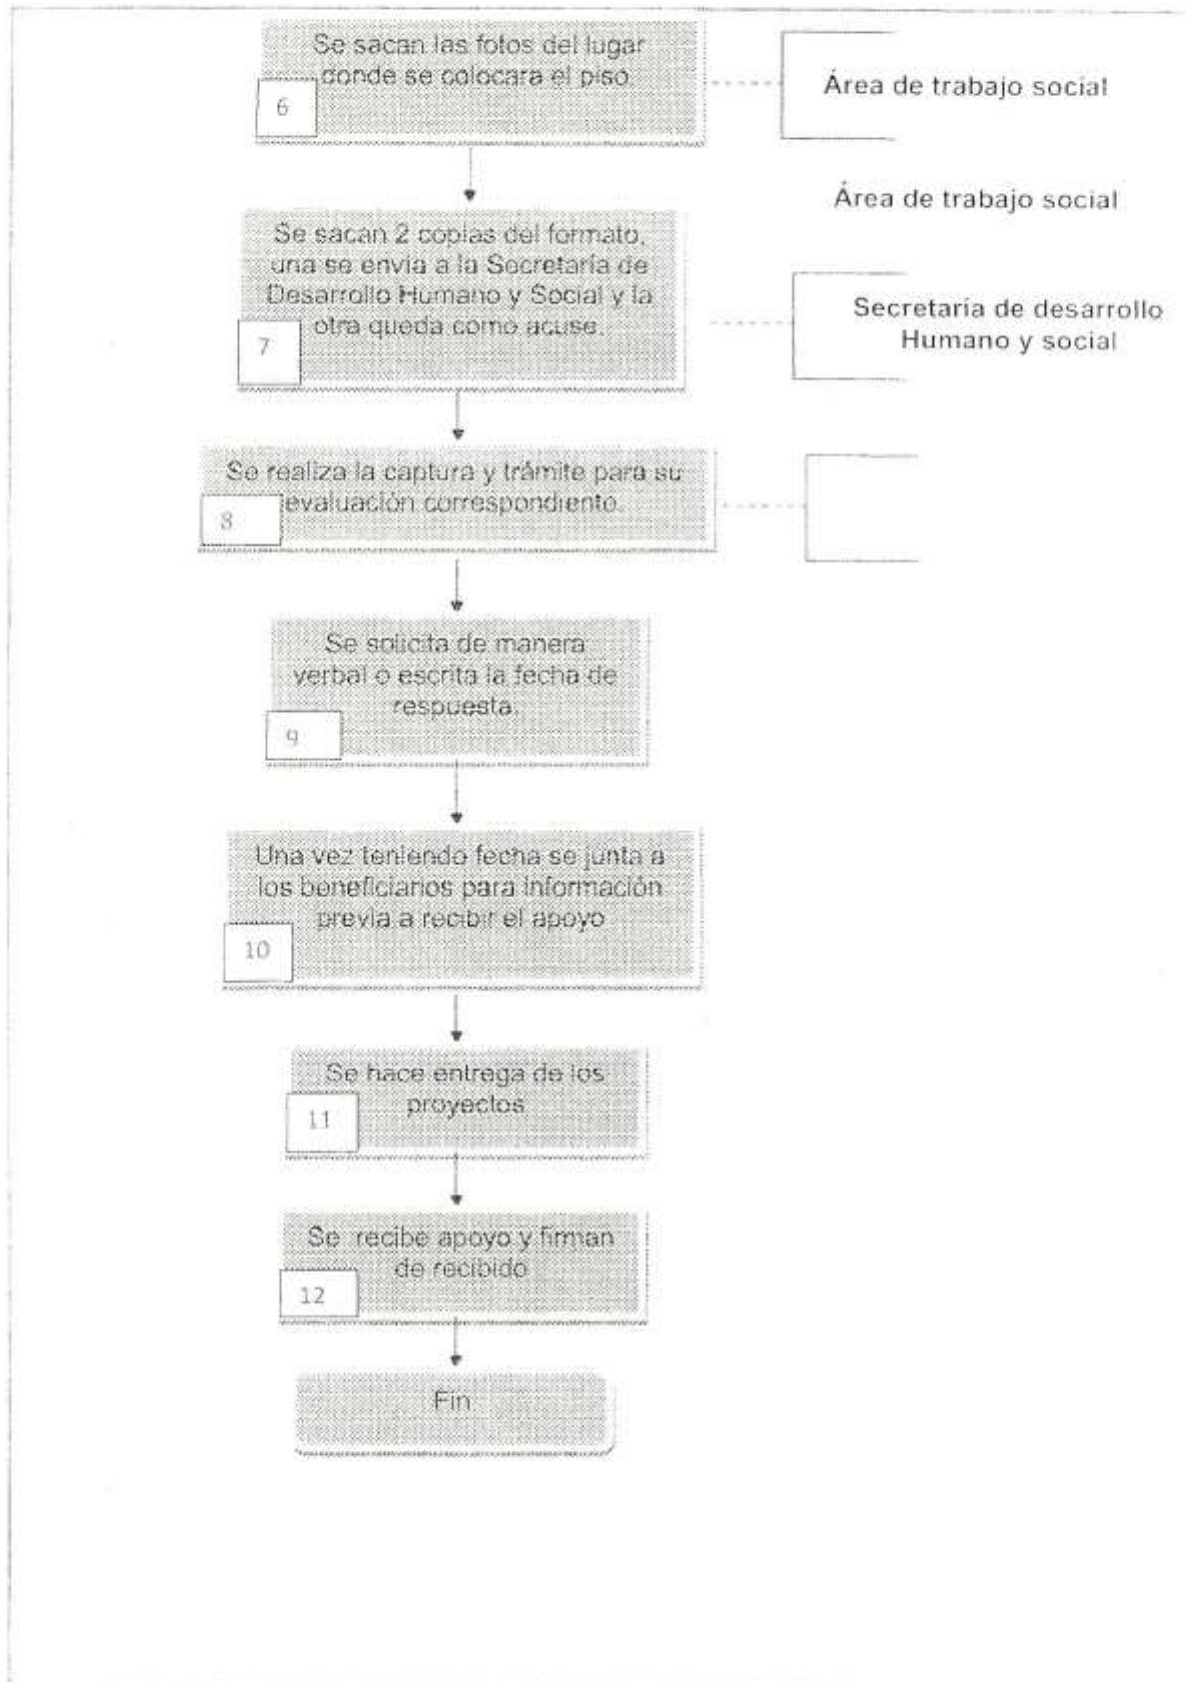 Se sacan las fotos del lugar
donde se colocara el piso.
6
Área de trabajo social
Área de trabajo social
Se sacan 2 copias del formato,
una se envia a la Secretaría de
Desarrollo Humano y Social y la
otra queda como acuse.
7
Secretaría de desarrollo
Humano y social
Se realiza la captura y trámite para su
evaluación correspondiente.
8
Se solicita de manera
verbal o escrita la fecha de
respuesta.
9
Una vez teniendo fecha se junta a
los beneficiarios para información
previa a recibir el apoyo
10
Se hace entrega de los
proyectos
11
Se recibe apoyo y firman
de recibido
12
Fin